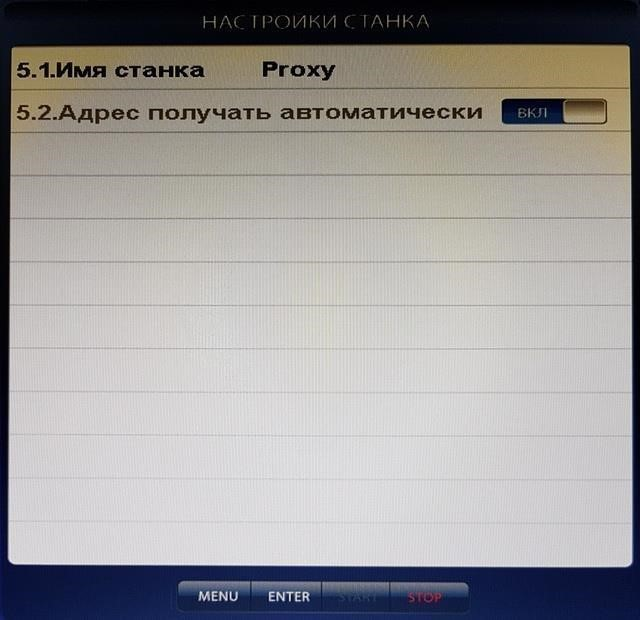 НАСТРОЙКИ СТАНКА
5.1.Имя станка Proxy
5.2.Адрес получать автоматически ВКЛ
MENU ENTER START STOP